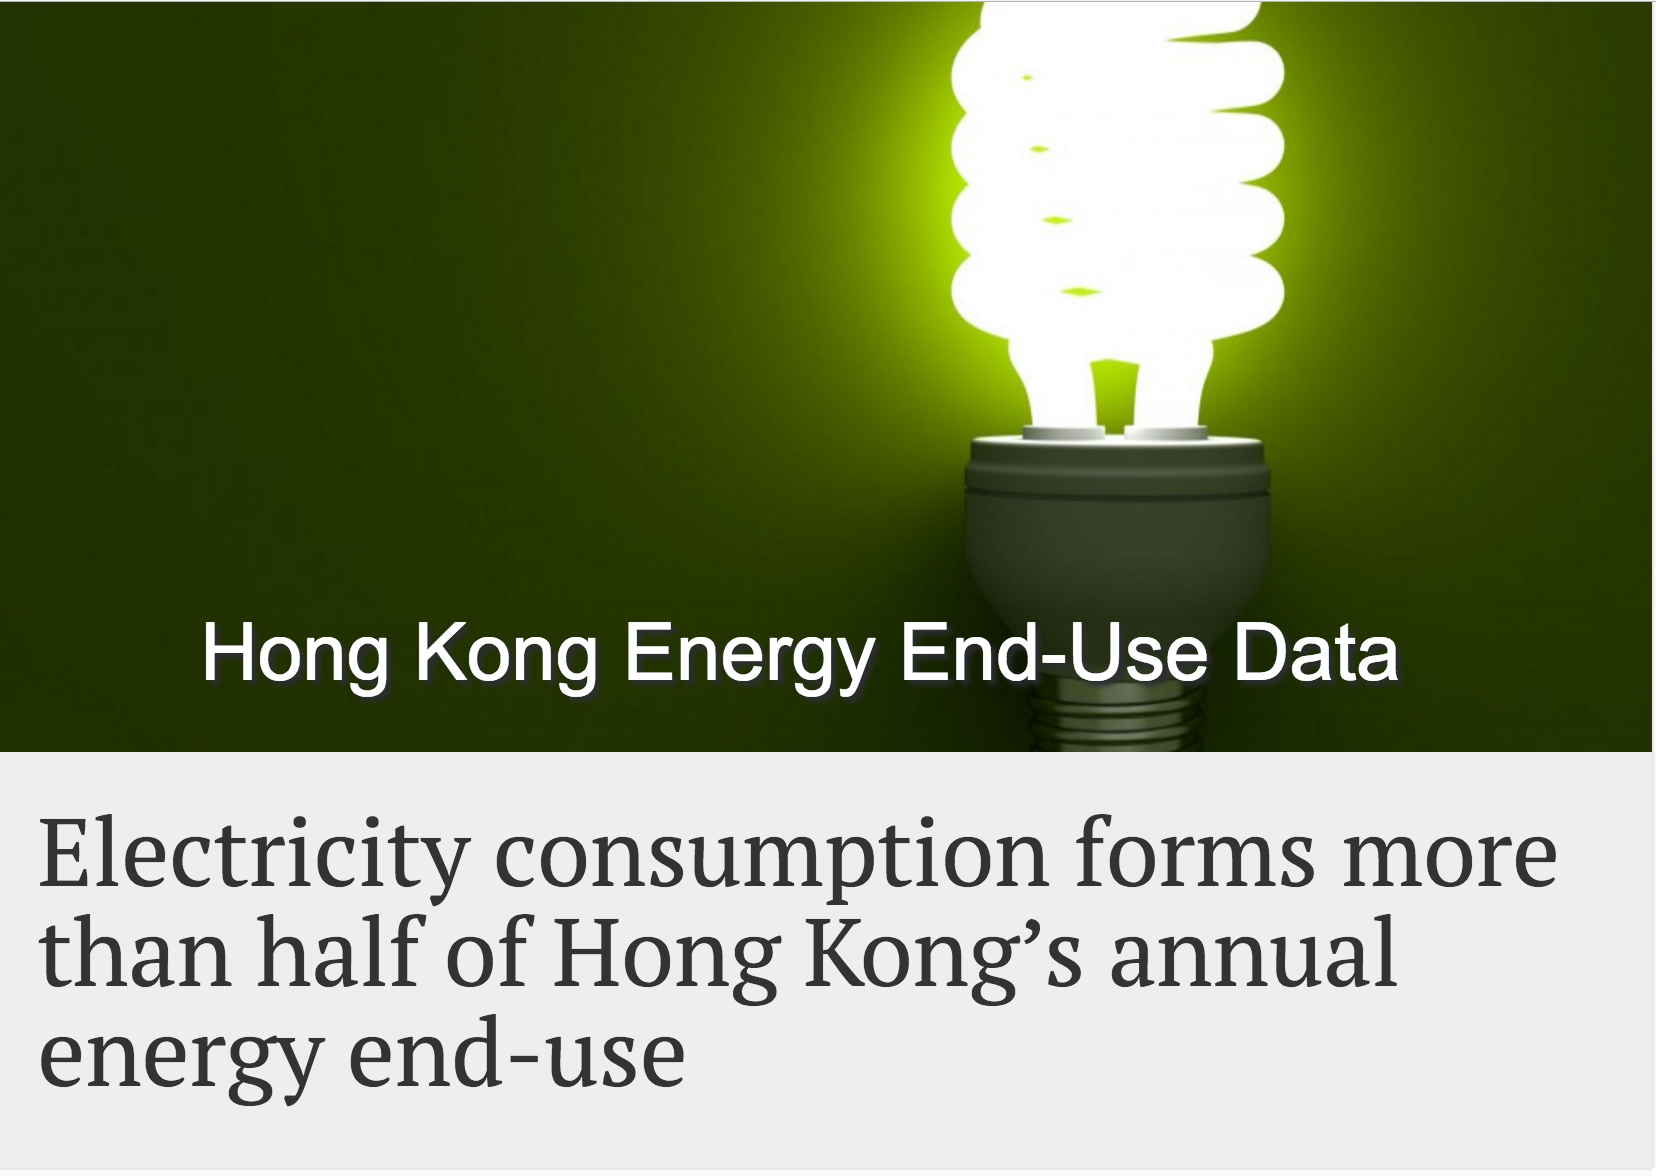 Hong Kong Energy End-Use Data
Electricity consumption forms more
than half of Hong Kong’s annual
energy end-use